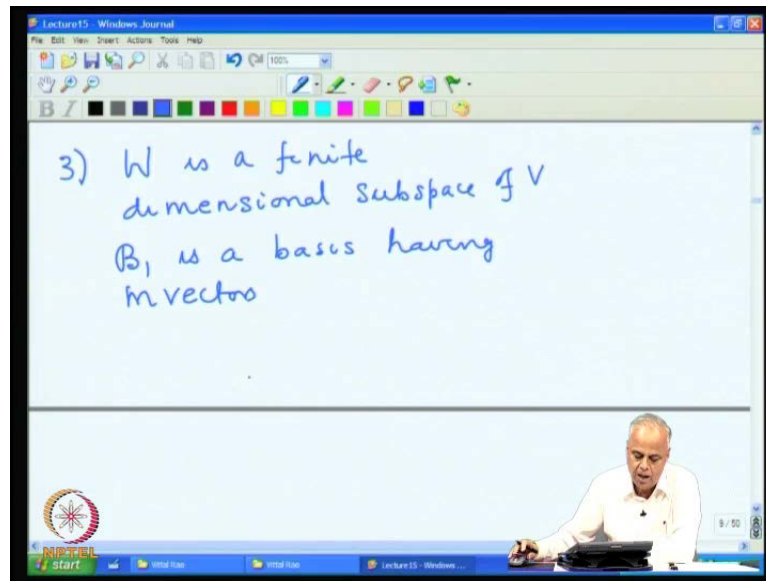 Lecture15 - Windows Journal
File Edit View Insert Actions Tools Help
100%
B I
3) W is a finite
dimensional subspace of V
B₁ is a basis having
m vectors
9 / 50
NPTEL
start Vittal Rao Vittal Rao Lecture15 - Windows ...